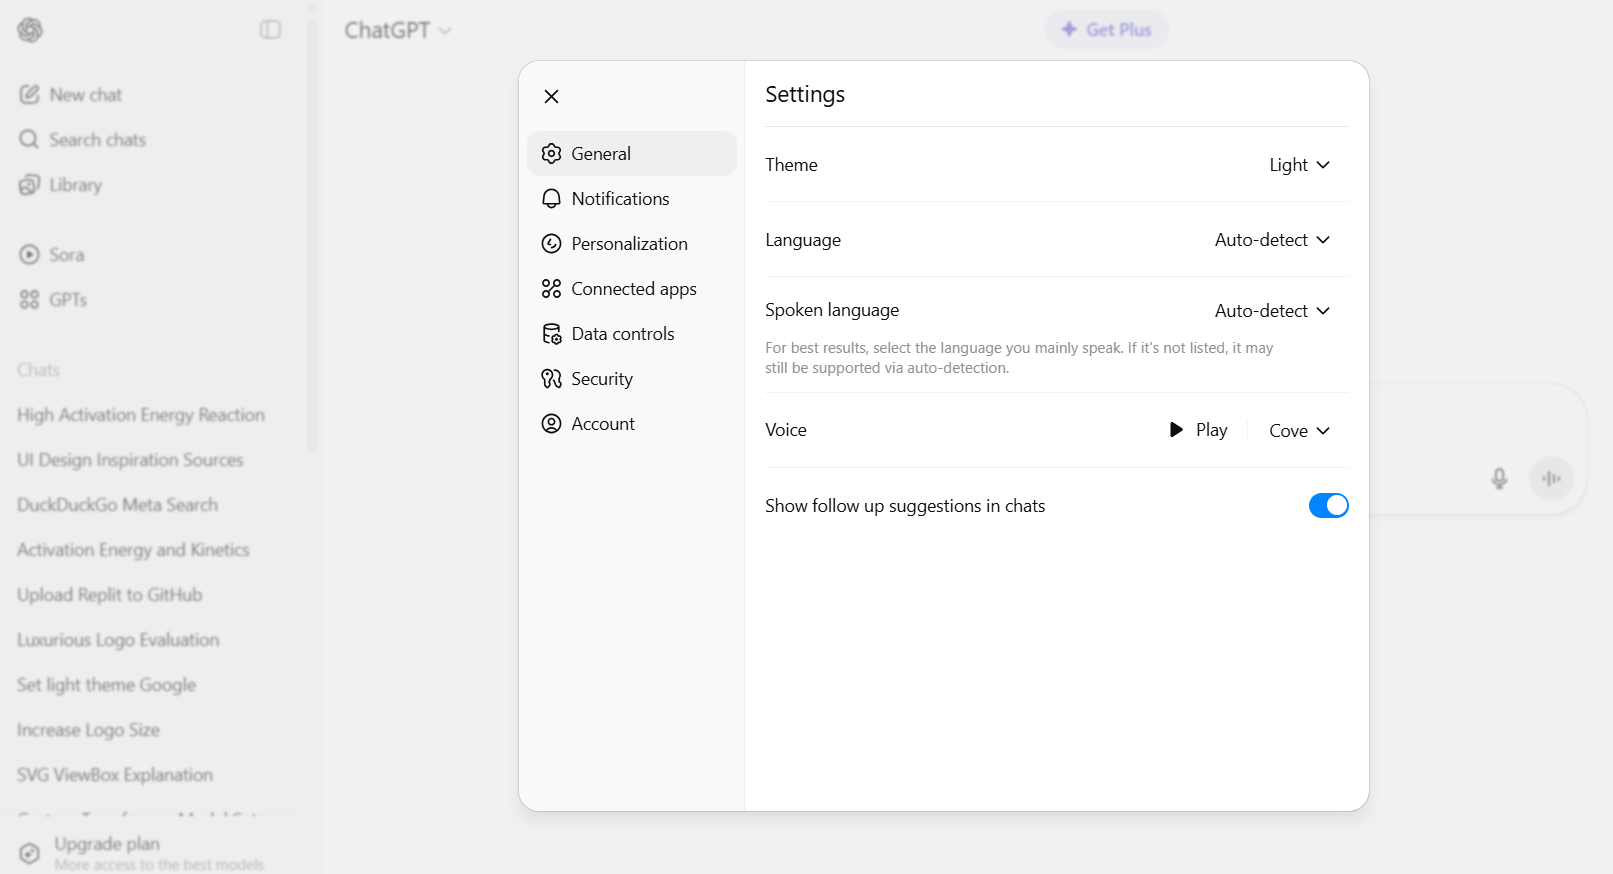 ChatGPT
Get Plus
New chat
Search chats
Library
Sora
GPTs
Chats
High Activation Energy Reaction
UI Design Inspiration Sources
DuckDuckGo Meta Search
Activation Energy and Kinetics
Upload Replit to GitHub
Luxurious Logo Evaluation
Set light theme Google
Increase Logo Size
SVG ViewBox Explanation
Upgrade plan
More access to the best models
General
Notifications
Personalization
Connected apps
Data controls
Security
Account
Settings
Theme Light
Language Auto-detect
Spoken language Auto-detect
For best results, select the language you mainly speak. If it's not listed, it may
still be supported via auto-detection.
Voice Play Cove
Show follow up suggestions in chats